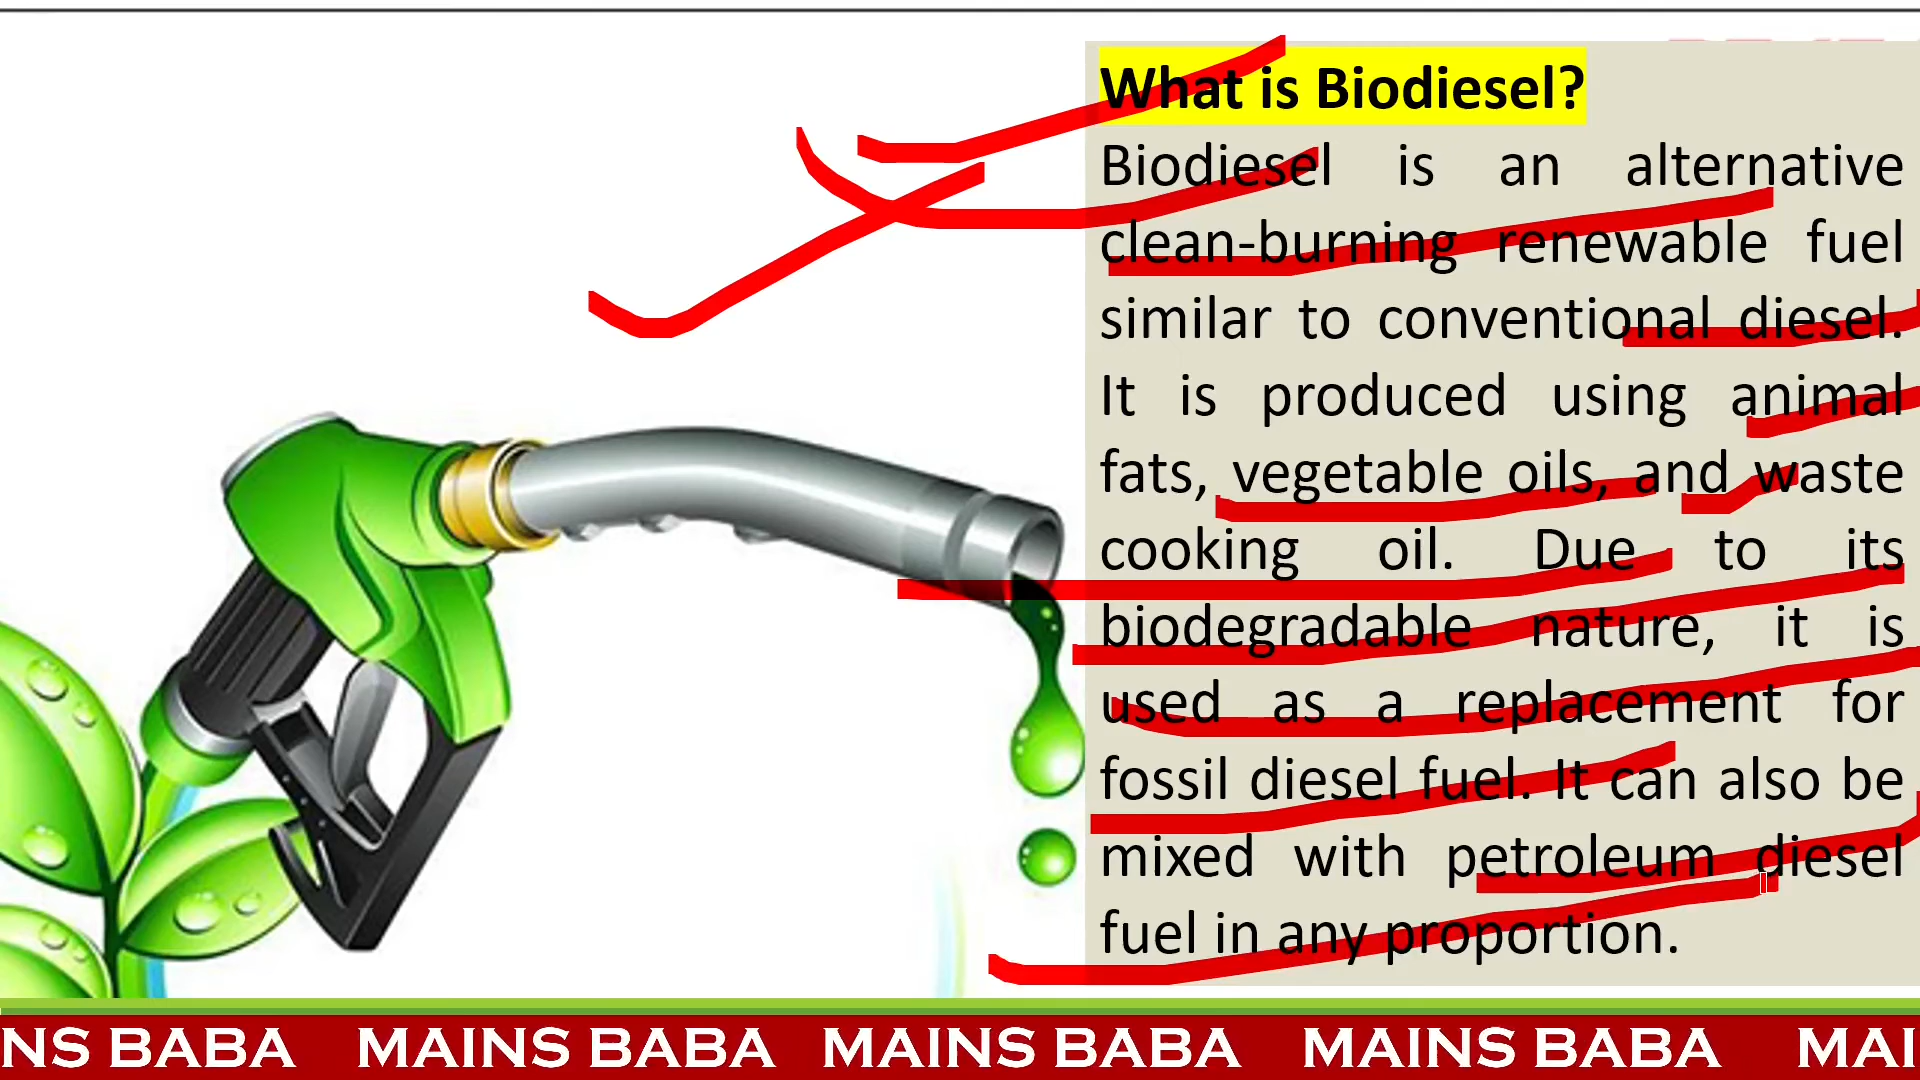 What is Biodiesel?
Biodiesel is an alternative
clean-burning renewable fuel
similar to conventional diesel.
It is produced using animal
fats, vegetable oils, and waste
cooking oil. Due to its
biodegradable nature, it is
used as a replacement for
fossil diesel fuel. It can also be
mixed with petroleum diesel
fuel in any proportion.
NS BABA MAINS BABA MAINS BABA MAINS BABA MAI